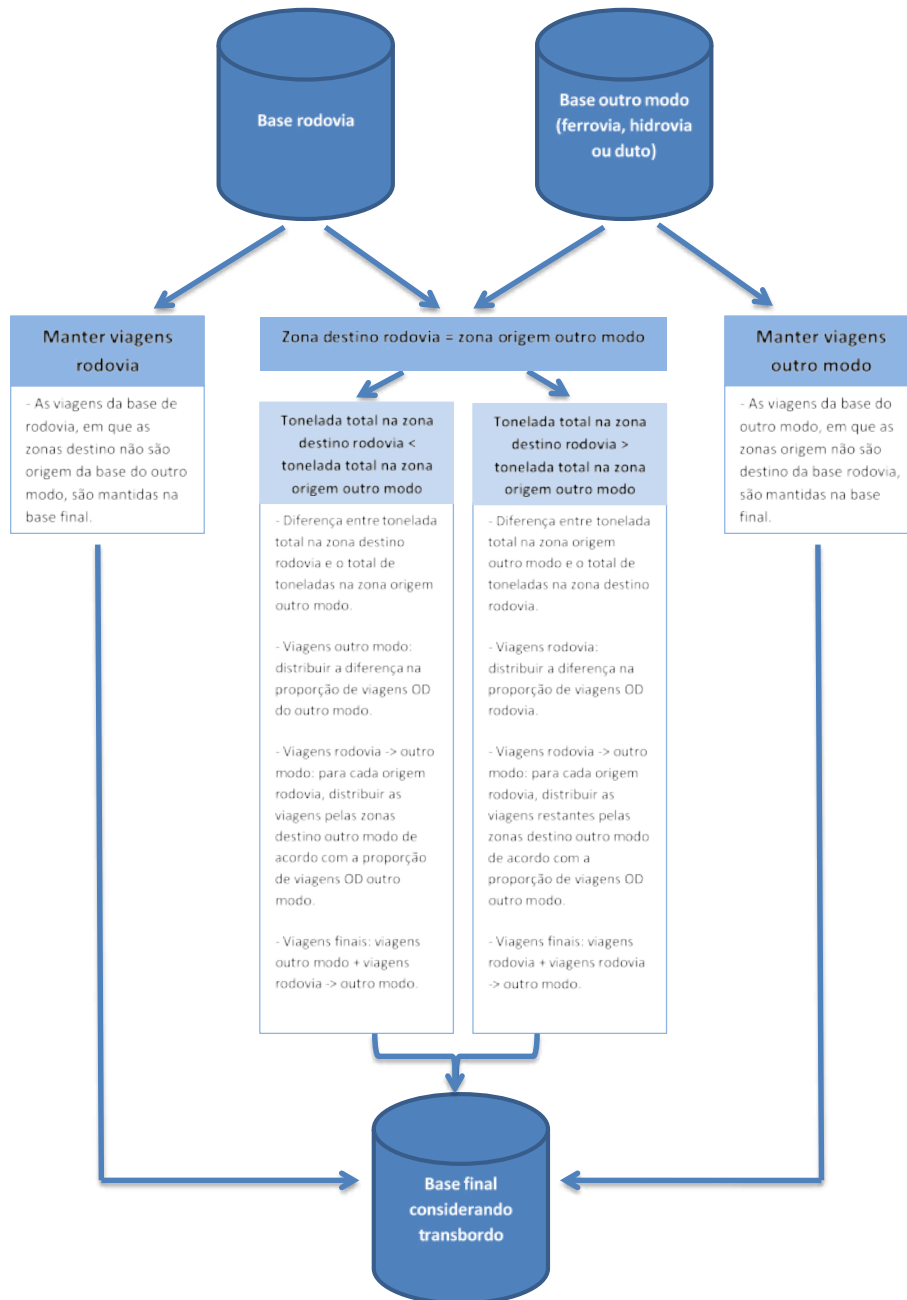 Base rodovia
Base outro modo
(ferrovia, hidrovia
ou duto)
Manter viagens
rodovia
- As viagens da base de
rodovia, em que as
zonas destino não são
origem da base do outro
modo, são mantidas na
base final.
Zona destino rodovia = zona origem outro modo
Tonelada total na zona
destino rodovia <
tonelada total na zona
origem outro modo
- Diferença entre tonelada
total na zona destino
rodovia e o total de
toneladas na zona origem
outro modo.
- Viagens outro modo:
distribuir a diferença na
proporção de viagens OD
do outro modo.
- Viagens rodovia -> outro
modo: para cada origem
rodovia, distribuir as
viagens pelas zonas
destino outro modo de
acordo com a proporção
de viagens OD outro
modo.
- Viagens finais: viagens
outro modo + viagens
rodovia -> outro modo.
Tonelada total na zona
destino rodovia >
tonelada total na zona
origem outro modo
- Diferença entre tonelada
total na zona origem
outro modo e o total de
toneladas na zona destino
rodovia.
- Viagens rodovia:
distribuir a diferença na
proporção de viagens OD
rodovia.
- Viagens rodovia -> outro
modo: para cada origem
rodovia, distribuir as
viagens restantes pelas
zonas destino outro modo
de acordo com a
proporção de viagens OD
outro modo.
- Viagens finais: viagens
rodovia + viagens rodovia
-> outro modo.
Manter viagens
outro modo
- As viagens da base do
outro modo, em que as
zonas origem não são
destino da base rodovia,
são mantidas na base
final.
Base final
considerando
transbordo